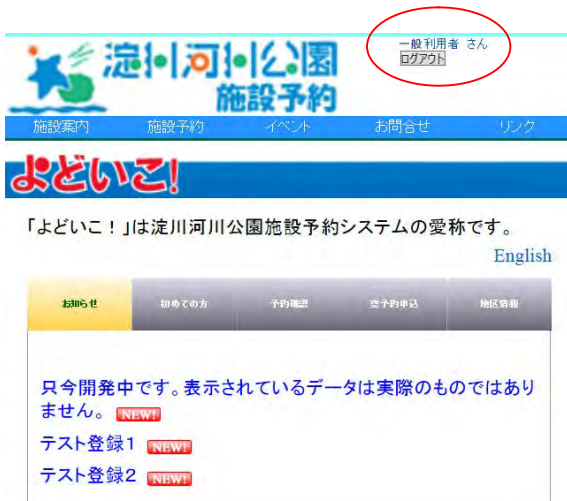 一般利用者 さん
ログアウト
淀川河川公園
施設予約
施設案内 施設予約 イベント お問合せ リンク
よどいこ!
「よどいこ！」は淀川河川公園施設予約システムの愛称です。
English
お知らせ 初めての方 予約確認 空予約申込 地区情報
只今開発中です。表示されているデータは実際のものではあり
ません。 NEW!
テスト登録1 NEW!
テスト登録2 NEW!